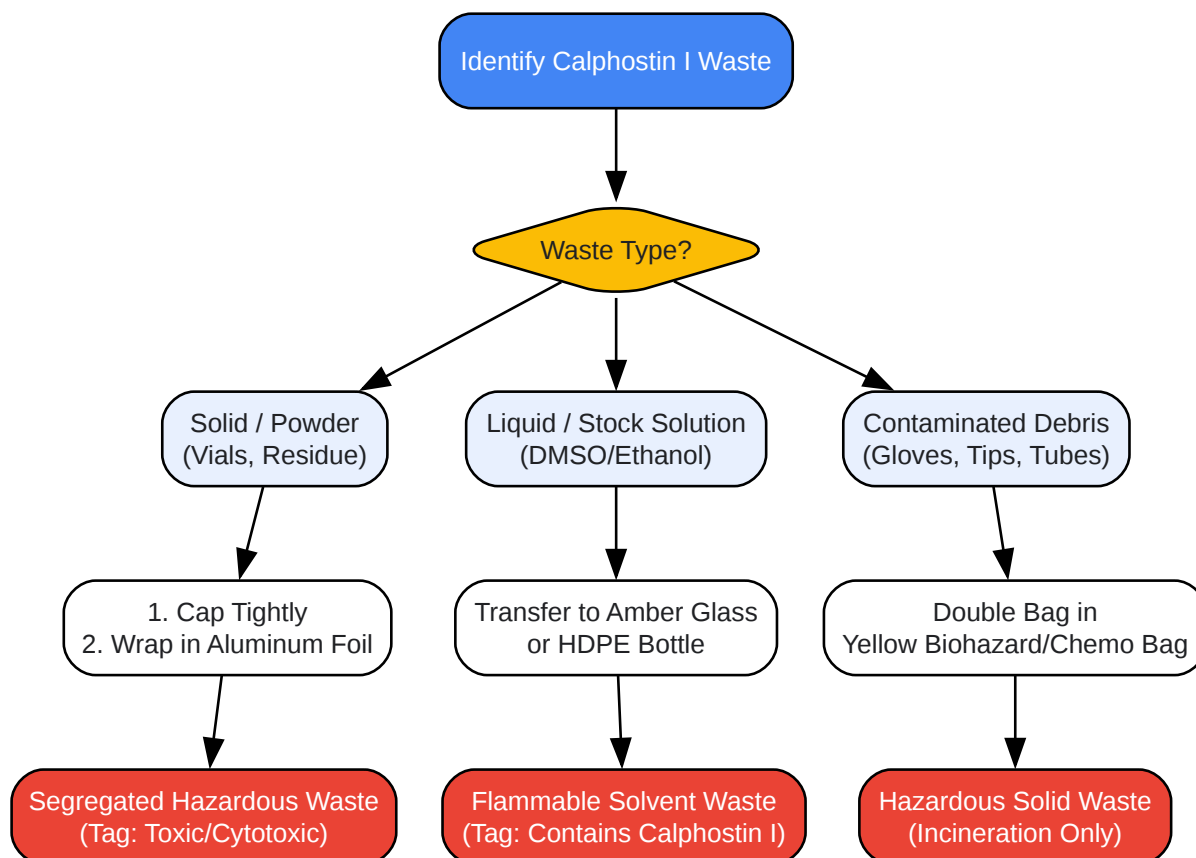 Identify Calphostin I Waste
Waste Type?
Solid / Powder
(Vials, Residue)
Liquid / Stock Solution
(DMSO/Ethanol)
Contaminated Debris
(Gloves, Tips, Tubes)
1. Cap Tightly
2. Wrap in Aluminum Foil
Transfer to Amber Glass
or HDPE Bottle
Double Bag in
Yellow Biohazard/Chemo Bag
Segregated Hazardous Waste
(Tag: Toxic/Cytotoxic)
Flammable Solvent Waste
(Tag: Contains Calphostin I)
Hazardous Solid Waste
(Incineration Only)